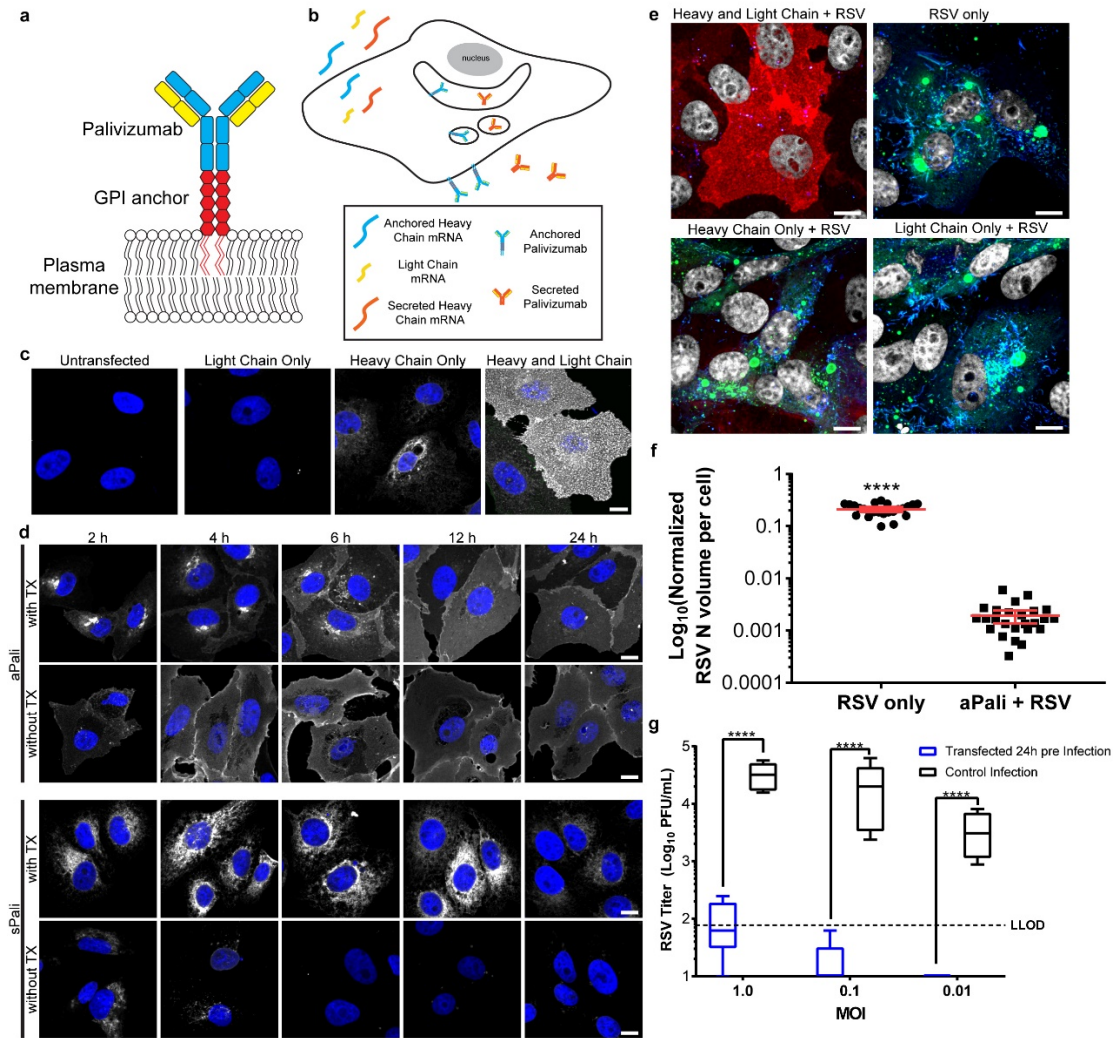 a
Palivizumab
GPI anchor
Plasma
membrane
b
nucleus
Anchored Heavy
Chain mRNA
Light Chain
mRNA
Secreted Heavy
Chain mRNA
Anchored
Palivizumab
Secreted
Palivizumab
c
Untransfected
Light Chain Only
Heavy Chain Only
Heavy and Light Chain
d
2 h
4 h
6 h
12 h
24 h
aPali
with TX
without TX
sPali
with TX
without TX
e
Heavy and Light Chain + RSV
RSV only
Heavy Chain Only + RSV
Light Chain Only + RSV
f
Log10(Normalized
RSV N volume per cell)
1
0.1
0.01
0.001
0.0001
****
RSV only
aPali + RSV
g
RSV Titer (Log10 PFU/mL)
5
4
3
2
1
****
****
****
Transfected 24h pre Infection
Control Infection
LLOD
1.0
0.1
0.01
MOI